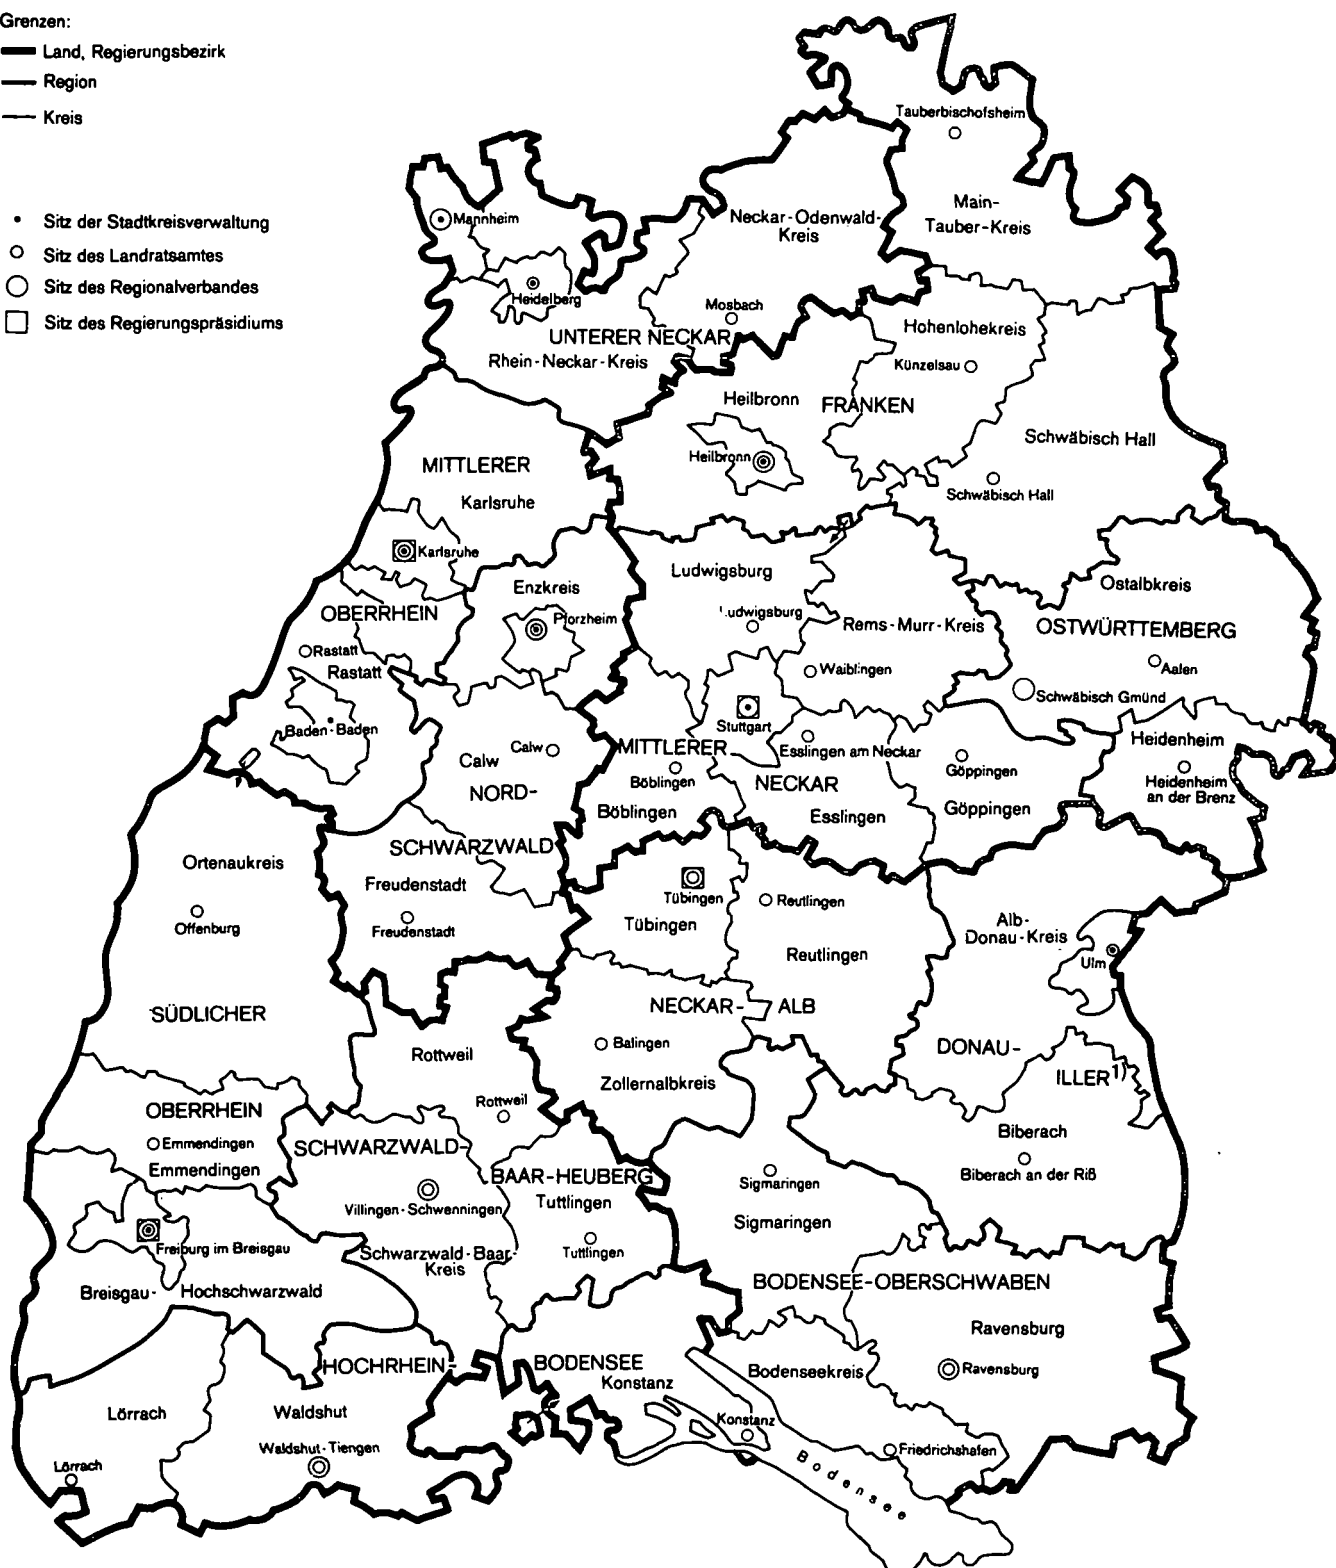 Grenzen:
Land, Regierungsbezirk
Region
Kreis
Sitz der Stadtkreisverwaltung
Sitz des Landratsamtes
Sitz des Regionalverbandes
Sitz des Regierungspräsidiums
Tauberbischofsheim
Main-
Tauber-Kreis
Mannheim
Neckar-Odenwald-
Kreis
Heidelberg
Mosbach
UNTERER NECKAR
Rhein-Neckar-Kreis
Hohenlohekreis
Künzelsau
Heilbronn
FRANKEN
Heilbronn
Schwäbisch Hall
Schwäbisch Hall
MITTLERER
Karlsruhe
Karlsruhe
OBERRHEIN
Enzkreis
Pforzheim
Ludwigsburg
Ludwigsburg
Rems-Murr-Kreis
Waiblingen
Ostalbkreis
OSTWÜRTTEMBERG
Aalen
Schwäbisch Gmünd
Rastatt
Rastatt
Baden-Baden
Stuttgart
Calw
Calw
NORD-
SCHWARZWALD
MITTLERER
NECKAR
Böblingen
Böblingen
Esslingen am Neckar
Esslingen
Göppingen
Göppingen
Heidenheim
Heidenheim
an der Brenz
Ortenaukreis
Offenburg
Freudenstadt
Freudenstadt
Tübingen
Tübingen
Reutlingen
Reutlingen
Alb-
Donau-Kreis
Ulm
SÜDLICHER
OBERRHEIN
NECKAR-
ALB
Balingen
Zollernalbkreis
DONAU-
ILLER1)
Rottweil
Rottweil
Emmendingen
Emmendingen
SCHWARZWALD-
BAAR-HEUBERG
Villingen-Schwenningen
Tuttlingen
Tuttlingen
Biberach
Biberach an der Riß
Sigmaringen
Sigmaringen
Freiburg im Breisgau
Breisgau-
Hochschwarzwald
Schwarzwald-Baar-
Kreis
BODENSEE-OBERSCHWABEN
Ravensburg
Ravensburg
HOCHRHEIN-
BODENSEE
Konstanz
Konstanz
Bodenseekreis
Friedrichshafen
Lörrach
Lörrach
Waldshut
Waldshut-Tiengen
Bodensee